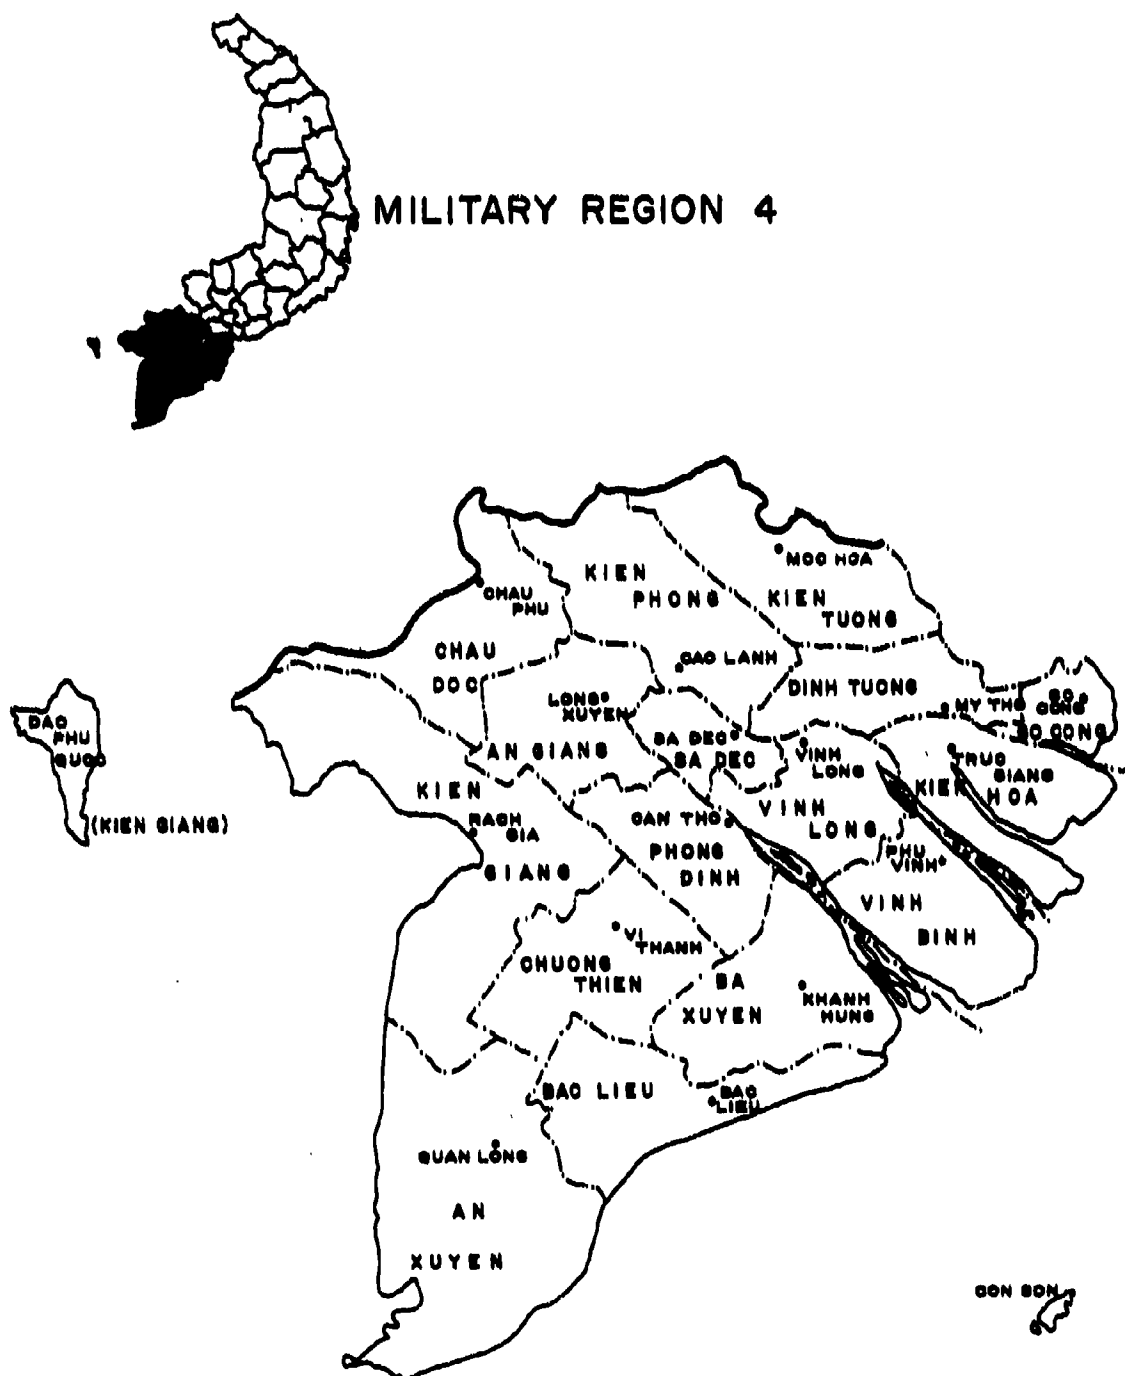 MILITARY REGION 4
MOC HOA
KIEN
PHONG
KIEN
TUONG
CHAU
PHU
CHAU
DOC
CAO LANH
DINH TUONG
LONG
XUYEN
MY THO
GO
CONG
GO CONG
DAO
PHU
QUOC
(KIEN GIANG)
AN GIANG
SA DEC
SA DEC
VINH
LONG
TRUC
GIANG
KIEN
HOA
KIEN
GIANG
RACH
GIA
CAN THO
VINH
LONG
PHONG
DINH
PHU
VINH
VINH
BINH
VI
THANH
CHUONG
THIEN
BA
XUYEN
KHANH
HUNG
BAC LIEU
BAC
LIEU
QUAN LONG
AN
XUYEN
CON SON